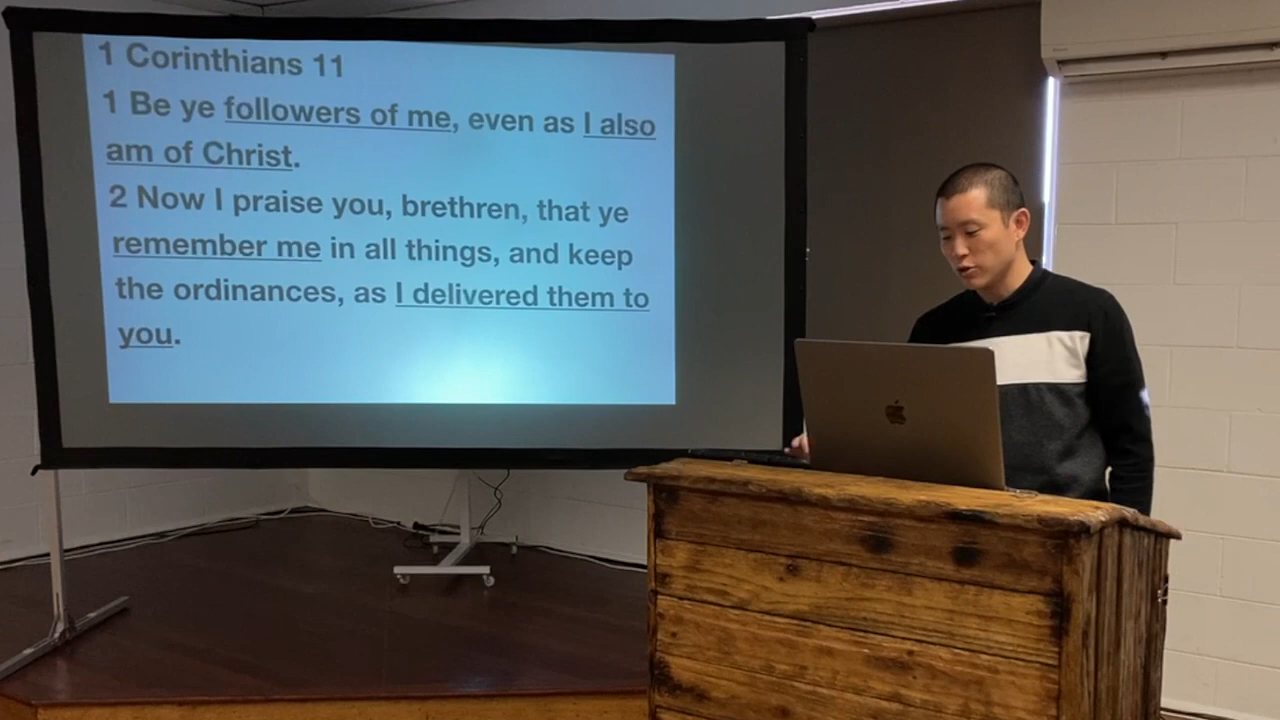 1 Corinthians 11
1 Be ye followers of me, even as I also
am of Christ.
2 Now I praise you, brethren, that ye
remember me in all things, and keep
the ordinances, as I delivered them to
you.